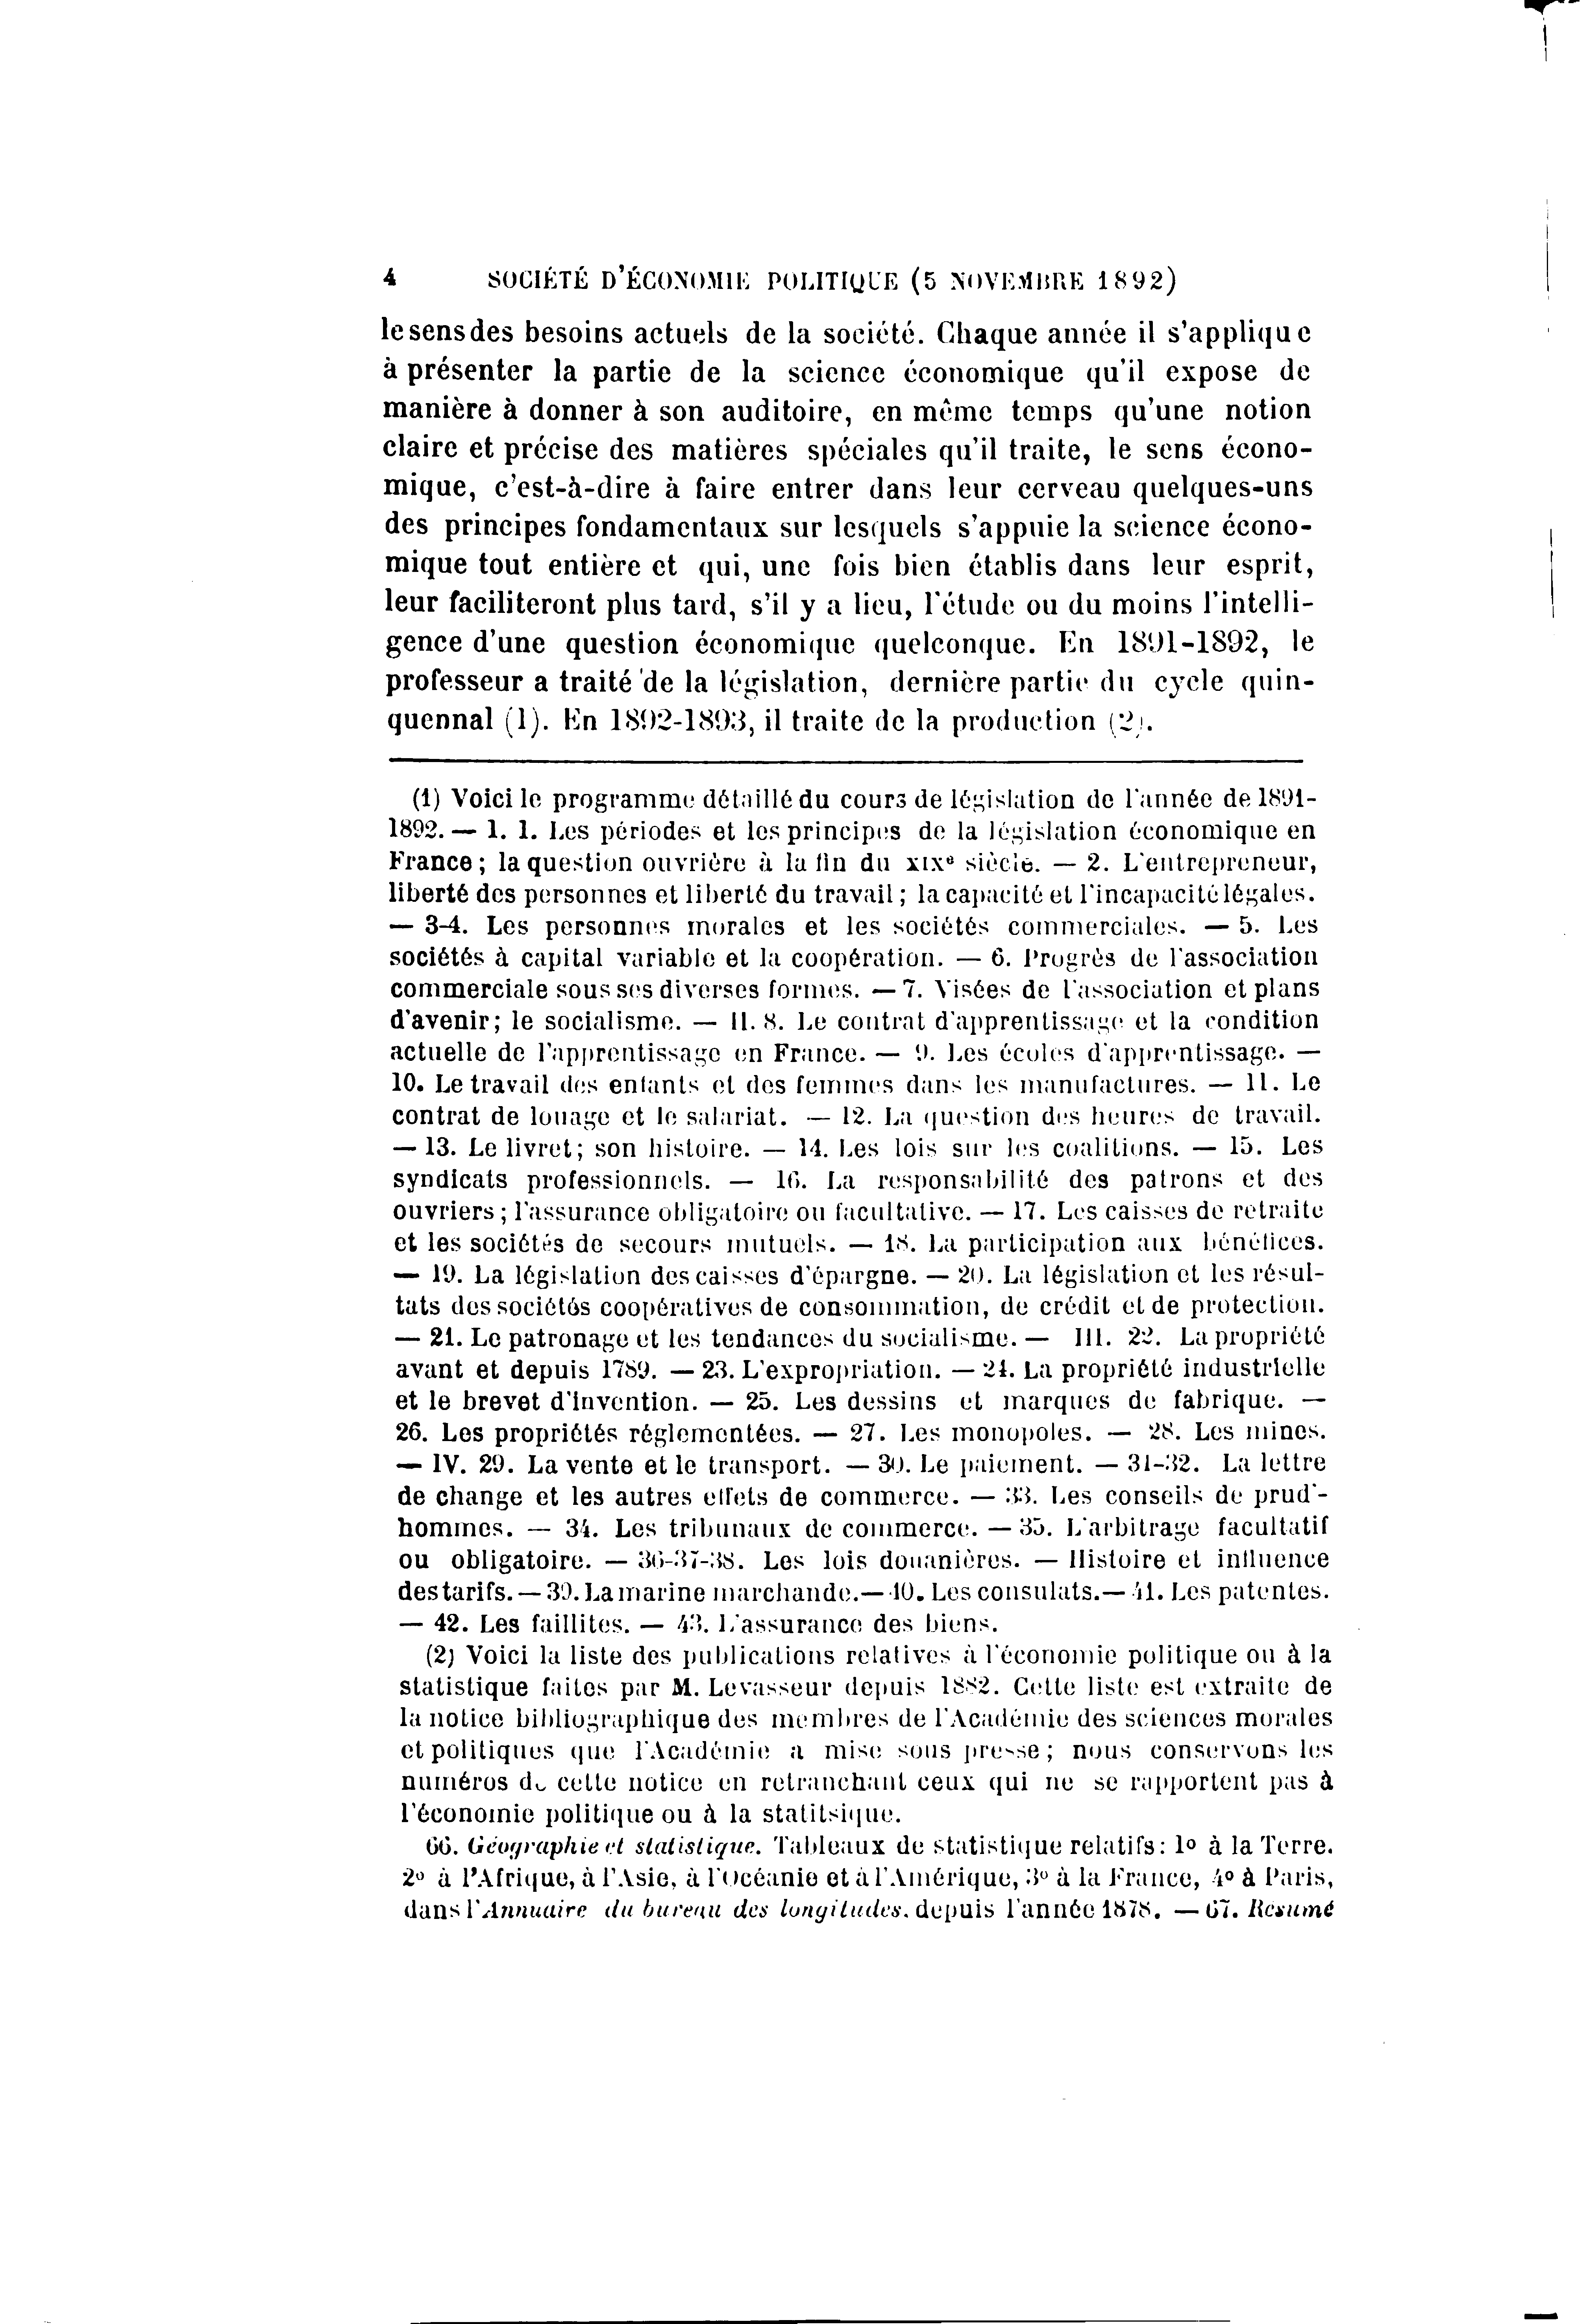 4 SOCIÉTÉ D'ÉCONOMIE POLITIQUE (5 NOVEMBRE 1892)
le sens des besoins actuels de la société. Chaque année il s'applique
à présenter la partie de la science économique qu'il expose de
manière à donner à son auditoire, en même temps qu'une notion
claire et précise des matières spéciales qu'il traite, le sens écono-
mique, c'est-à-dire à faire entrer dans leur cerveau quelques-uns
des principes fondamentaux sur lesquels s'appuie la science écono-
mique tout entière et qui, une fois bien établis dans leur esprit,
leur faciliteront plus tard, s'il y a lieu, l'étude ou du moins l'intelli-
gence d'une question économique quelconque. En 1891-1892, le
professeur a traité de la législation, dernière partie du cycle quin-
quennal (1). En 1892-1893, il traite de la production (2).
(1) Voici le programme détaillé du cours de législation de l'année de 1891-
1892. — I. 1. Les périodes et les principes de la législation économique en
France ; la question ouvrière à la fin du XIXe siècle. — 2. L'entrepreneur,
liberté des personnes et liberté du travail ; la capacité et l'incapacité légales.
— 3-4. Les personnes morales et les sociétés commerciales. — 5. Les
sociétés à capital variable et la coopération. — 6. Progrès de l'association
commerciale sous ses diverses formes. — 7. Visées de l'association et plans
d'avenir ; le socialisme. — II. 8. Le contrat d'apprentissage et la condition
actuelle de l'apprentissage en France. — 9. Les écoles d'apprentissage. —
10. Le travail des enfants et des femmes dans les manufactures. — 11. Le
contrat de louage et le salariat. — 12. La question des heures de travail.
— 13. Le livret ; son histoire. — 14. Les lois sur les coalitions. — 15. Les
syndicats professionnels. — 16. La responsabilité des patrons et des
ouvriers ; l'assurance obligatoire ou facultative. — 17. Les caisses de retraite
et les sociétés de secours mutuels. — 18. La participation aux bénéfices.
— 19. La législation des caisses d'épargne. — 20. La législation et les résul-
tats des sociétés coopératives de consommation, de crédit et de protection.
— 21. Le patronage et les tendances du socialisme. — III. 22. La propriété
avant et depuis 1789. — 23. L'expropriation. — 24. La propriété industrielle
et le brevet d'invention. — 25. Les dessins et marques de fabrique. —
26. Les propriétés réglementées. — 27. Les monopoles. — 28. Les mines.
— IV. 29. La vente et le transport. — 30. Le paiement. — 31-32. La lettre
de change et les autres effets de commerce. — 33. Les conseils de prud'-
hommes. — 34. Les tribunaux de commerce. — 35. L'arbitrage facultatif
ou obligatoire. — 36-37-38. Les lois douanières. — Histoire et influence
des tarifs. — 39. La marine marchande. — 40. Les consulats. — 41. Les patentes.
— 42. Les faillites. — 43. L'assurance des biens.
(2) Voici la liste des publications relatives à l'économie politique ou à la
statistique faites par M. Levasseur depuis 1882. Cette liste est extraite de
la notice bibliographique des membres de l'Académie des sciences morales
et politiques que l'Académie a mise sous presse ; nous conservons les
numéros de cette notice en retranchant ceux qui ne se rapportent pas à
l'économie politique ou à la statitsique.
66. Géographie et statistique. Tableaux de statistique relatifs : 1o à la Terre.
2o à l'Afrique, à l'Asie, à l'Océanie et à l'Amérique, 3o à la France, 4o à Paris,
dans l'Annuaire du bureau des longitudes, depuis l'année 1878. — 67. Resumé